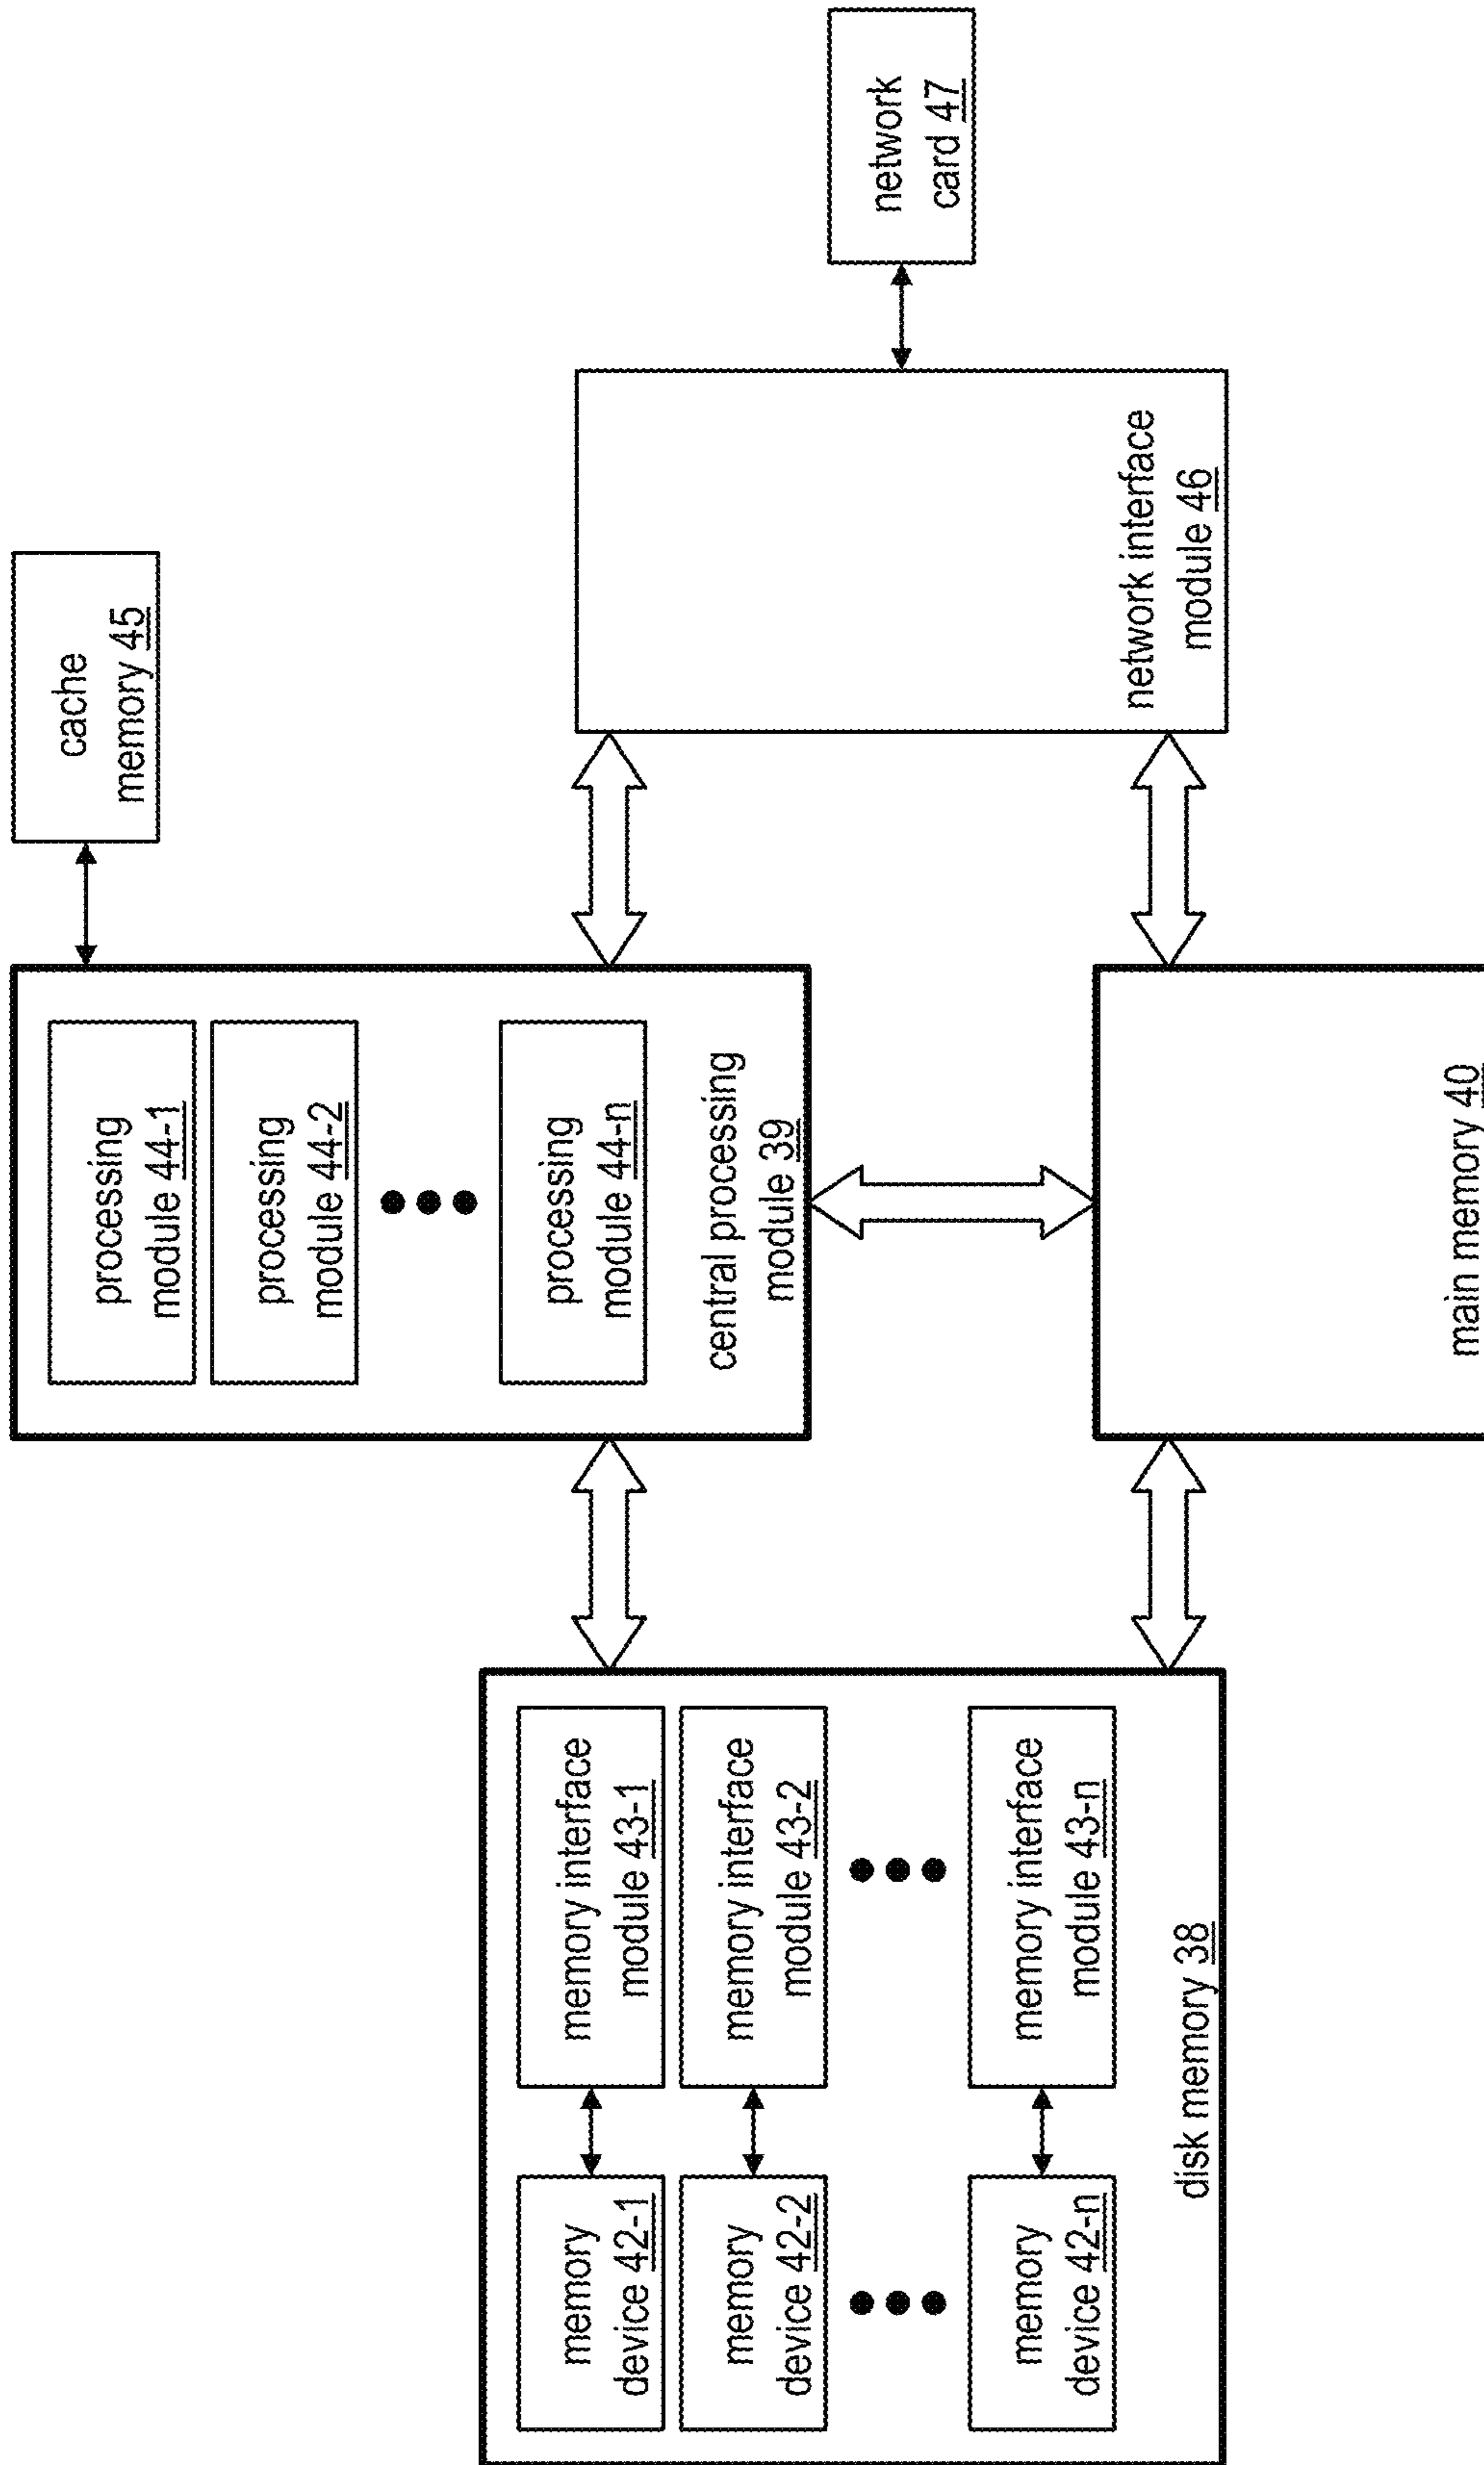 memory
device 42-1
memory interface
module 43-1
memory
device 42-2
memory interface
module 43-2
memory
device 42-n
memory interface
module 43-n
disk memory 38
processing
module 44-1
processing
module 44-2
processing
module 44-n
central processing
module 39
cache
memory 45
main memory 40
network interface
module 46
network
card 47